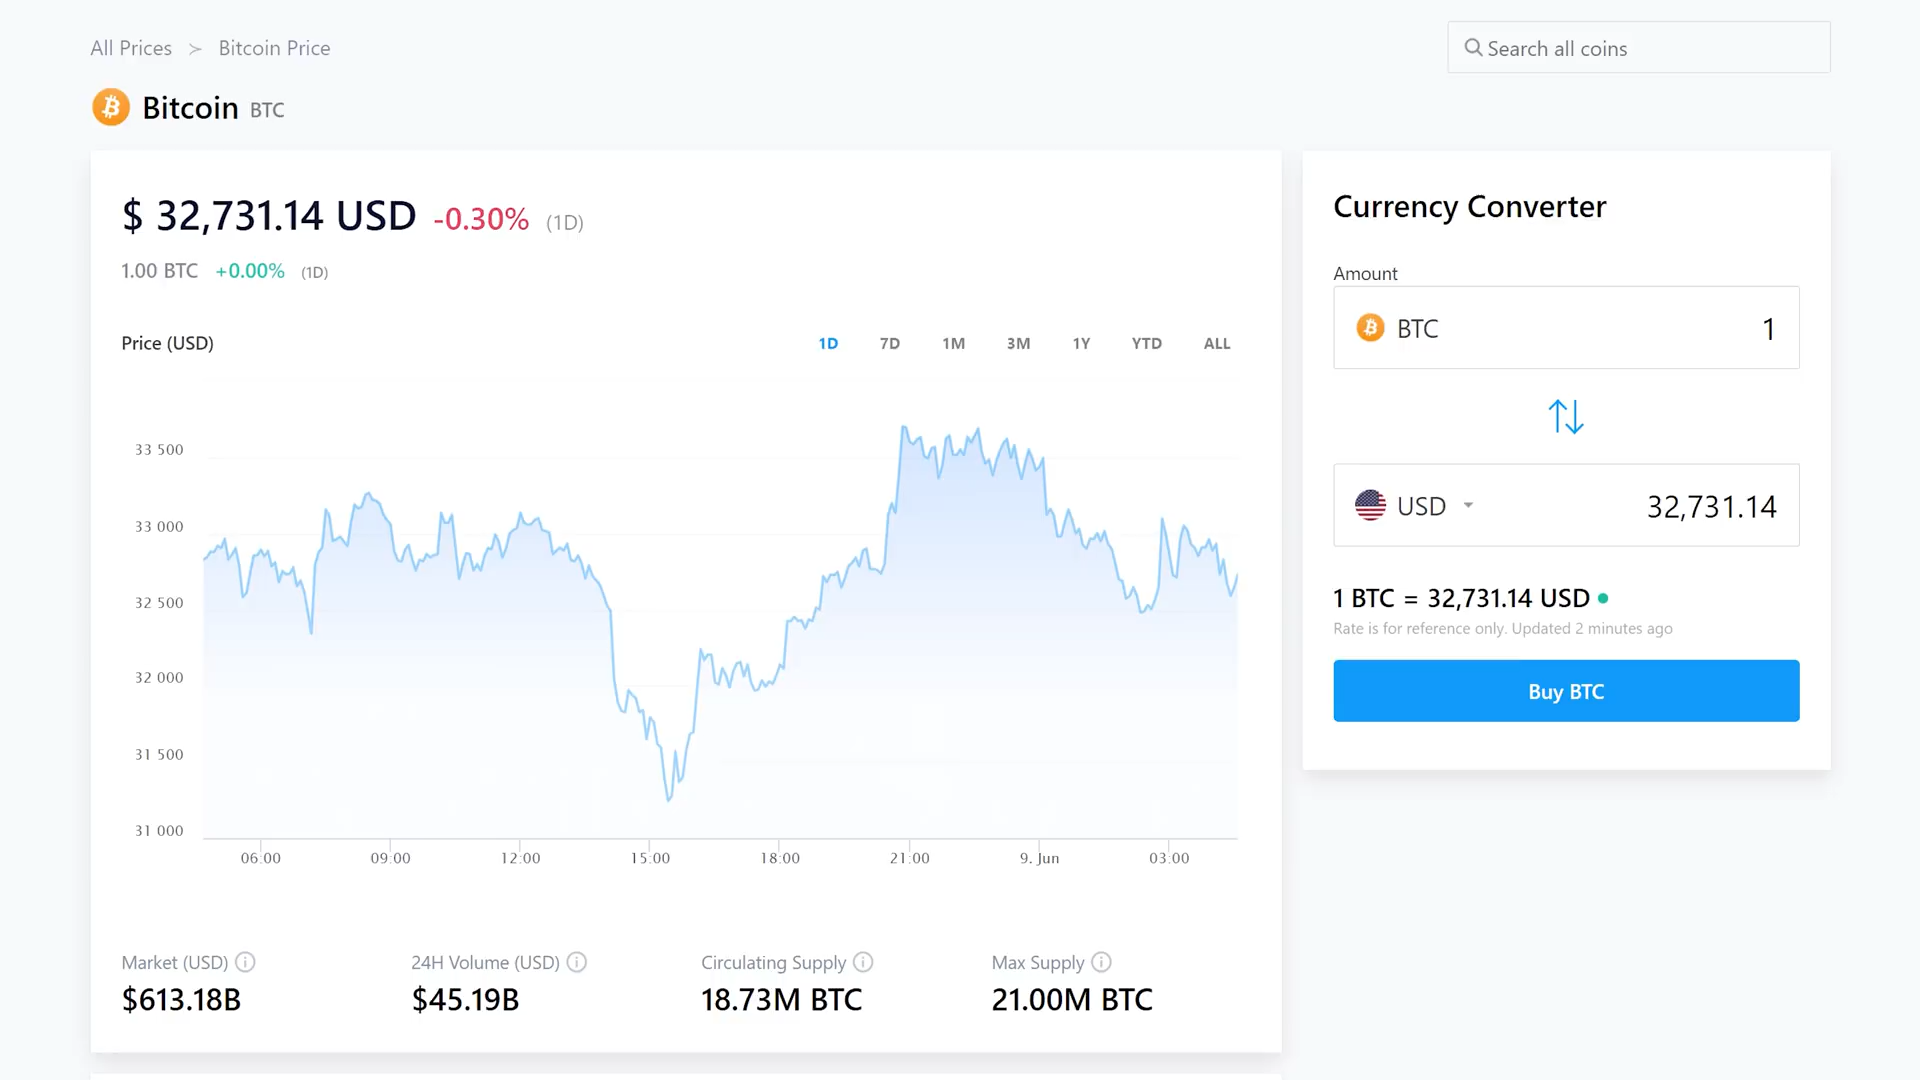 All Prices > Bitcoin Price
Search all coins
Bitcoin BTC
$ 32,731.14 USD -0.30% (1D)
1.00 BTC +0.00% (1D)
Price (USD)
1D 7D 1M 3M 1Y YTD ALL
33 500
33 000
32 500
32 000
31 500
31 000
06:00 09:00 12:00 15:00 18:00 21:00 9. Jun 03:00
Market (USD) 24H Volume (USD) Circulating Supply Max Supply
$613.18B $45.19B 18.73M BTC 21.00M BTC
Currency Converter
Amount
BTC 1
USD 32,731.14
1 BTC = 32,731.14 USD
Rate is for reference only. Updated 2 minutes ago
Buy BTC